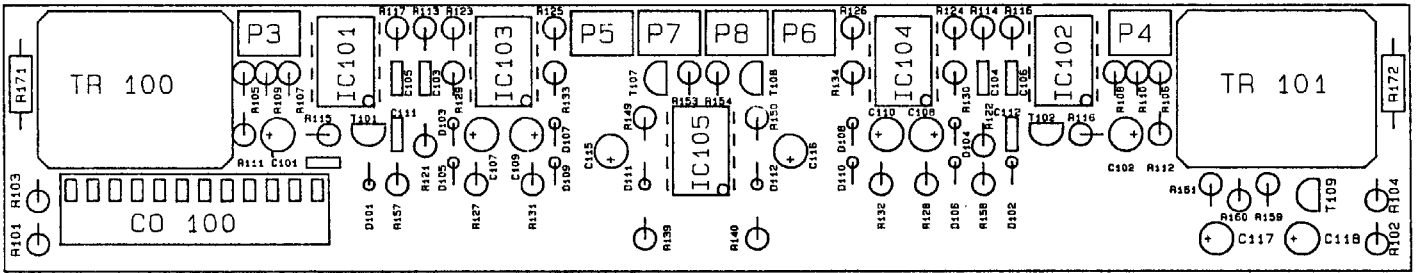 R117 R113 R123 R125 R126 R124 R114 R116
R171 TR 100 P3 IC101 IC103 P5 P7 P8 P6 IC104 IC102 P4 TR 101 R172
R105 R109 R107 C105 C103 R129 R133 T107 R153 R154 T108 R134 R130 C104 C106 R108 R110 R106
R115 T101 C111 D103 R149 IC105 R150 C110 C108 R122 C112 T102 R116
R111 C101 R121 D105 C107 C109 D107 D109 C115 D111 D112 C116 D108 D110 D104 C102 R112
R103 CO 100 D101 R157 R127 R131 R132 R128 D106 R158 D102 R161 R160 R159 T109 R104
R101 R139 R140 C117 C118 R102